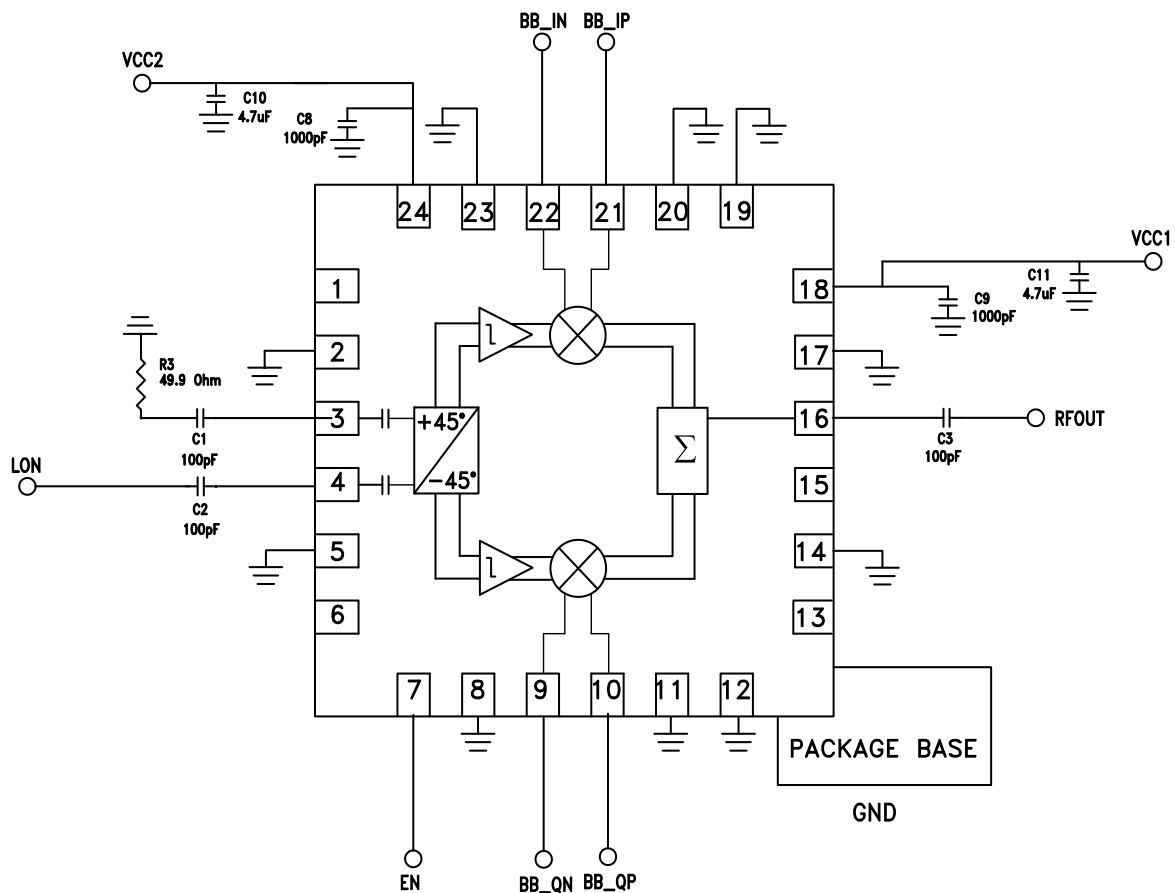 BB_IN BB_IP
VCC2
C10
4.7uF
C8
1000pF
24 23 22 21 20 19
VCC1
C11
4.7uF
C9
1000pF
1 18
2 17
R3
49.9 Ohm
3 +45° 16
C1
100pF
RFOUT
C3
100pF
Σ
LON
4 -45° 15
C2
100pF
5 14
6 13
7 8 9 10 11 12
PACKAGE BASE
GND
EN BB_QN BB_QP